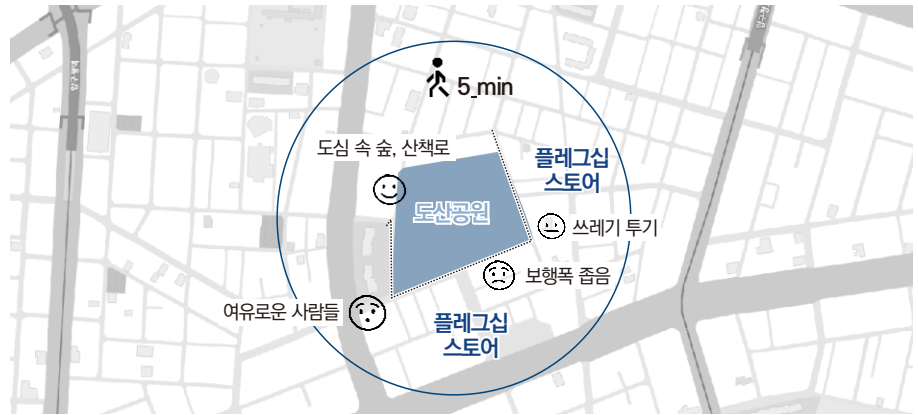 5 min
도심 속 숲, 산책로
플레그십
스토어
도산공원
쓰레기 투기
보행폭 좁음
여유로운 사람들
플레그십
스토어